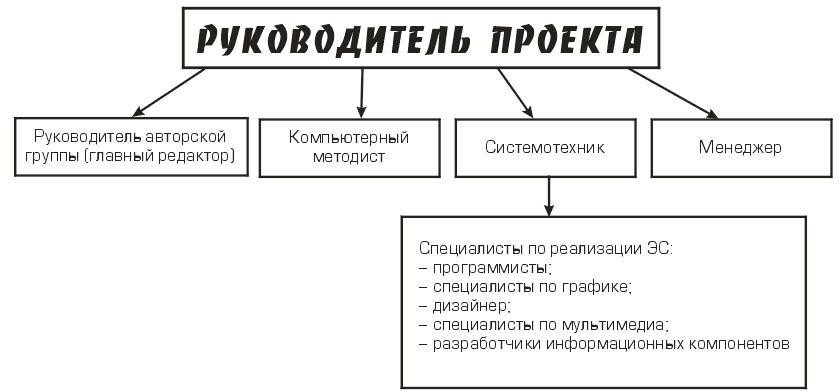 РУКОВОДИТЕЛЬ ПРОЕКТА
Руководитель авторской
группы (главный редактор)
Компьютерный
методист
Системотехник
Менеджер
Специалисты по реализации ЭС:
– программисты;
– специалисты по графике;
– дизайнер;
– специалисты по мультимедиа;
– разработчики информационных компонентов